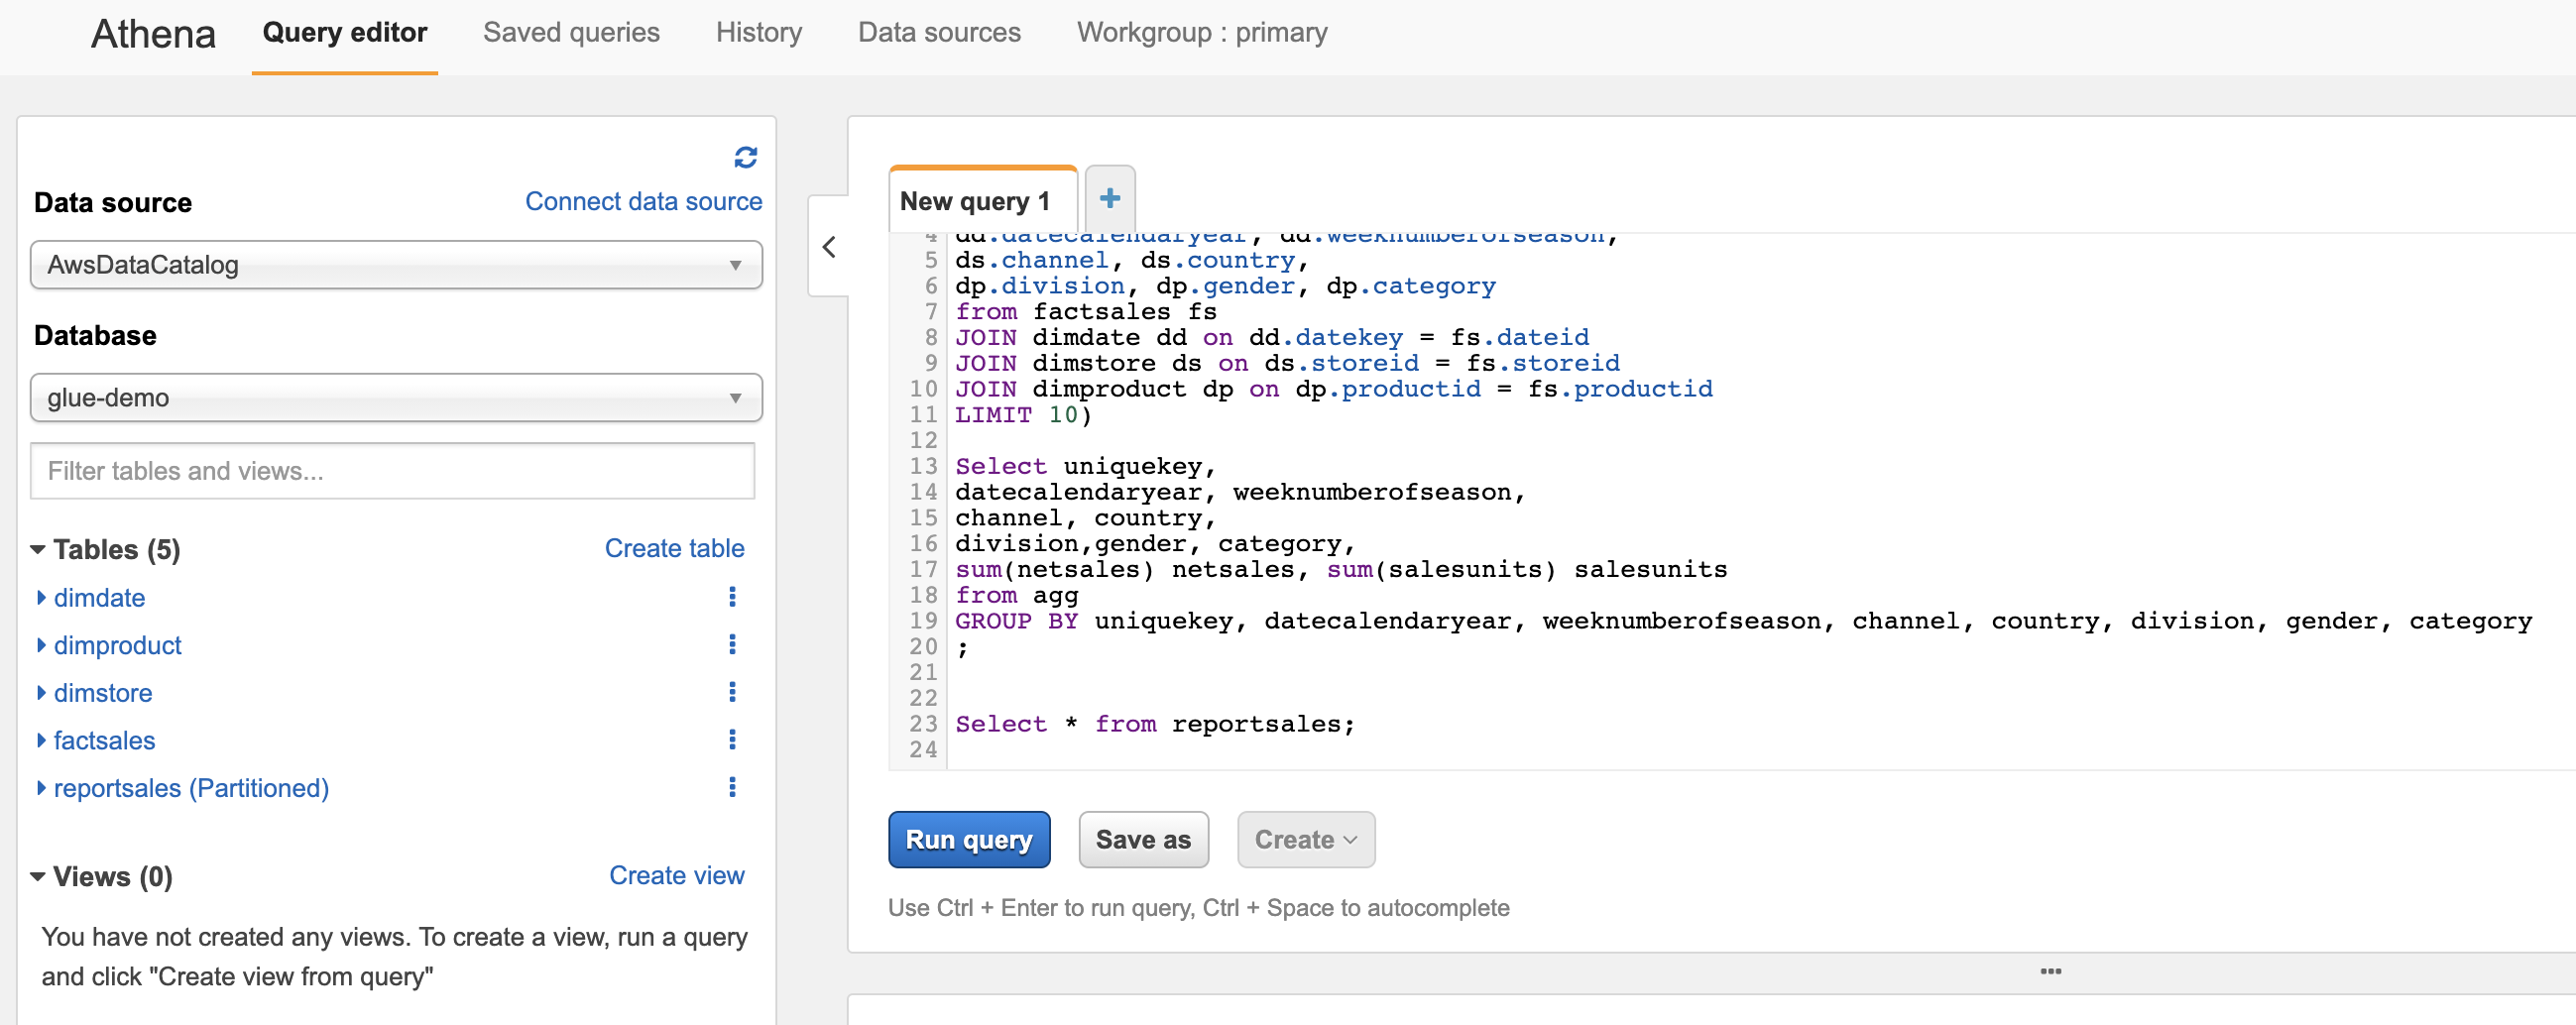 Athena Query editor Saved queries History Data sources Workgroup : primary
Data source Connect data source
AwsDataCatalog
Database
glue-demo
Filter tables and views...
Tables (5) Create table
dimdate
dimproduct
dimstore
factsales
reportsales (Partitioned)
Views (0) Create view
You have not created any views. To create a view, run a query
and click "Create view from query"
New query 1
4 dd.datecalendaryear, dd.weeknumberofseason,
5 ds.channel, ds.country,
6 dp.division, dp.gender, dp.category
7 from factsales fs
8 JOIN dimdate dd on dd.datekey = fs.dateid
9 JOIN dimstore ds on ds.storeid = fs.storeid
10 JOIN dimproduct dp on dp.productid = fs.productid
11 LIMIT 10)
12
13 Select uniquekey,
14 datecalendaryear, weeknumberofseason,
15 channel, country,
16 division,gender, category,
17 sum(netsales) netsales, sum(salesunits) salesunits
18 from agg
19 GROUP BY uniquekey, datecalendaryear, weeknumberofseason, channel, country, division, gender, category
20 ;
21
22
23 Select * from reportsales;
24
Run query Save as Create
Use Ctrl + Enter to run query, Ctrl + Space to autocomplete